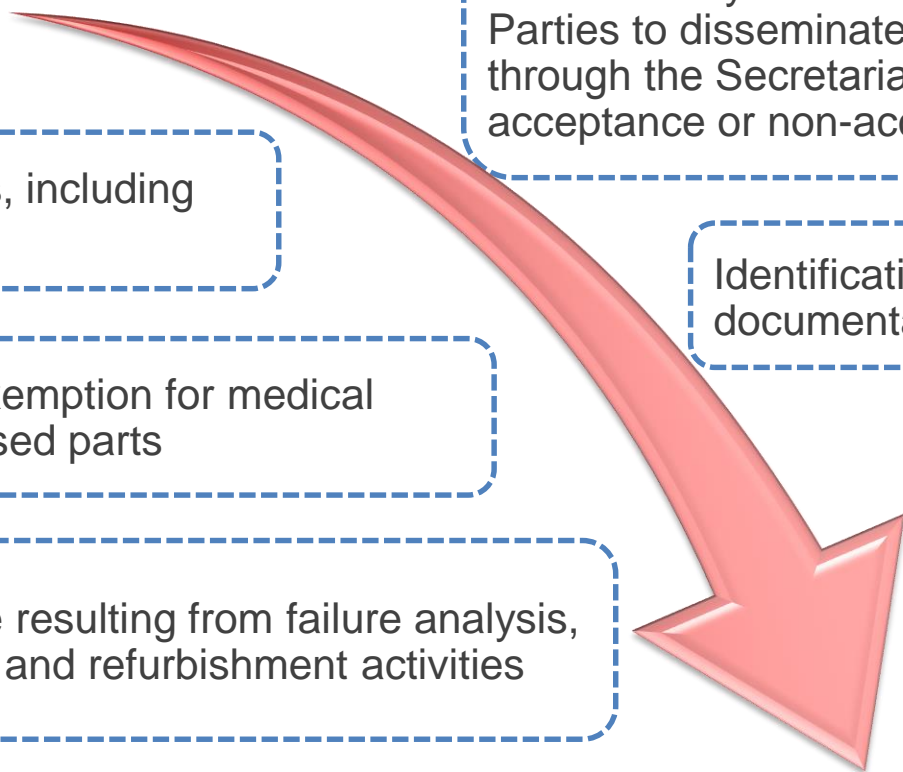 Parties to disseminate
through the Secretaria
acceptance or non-acc
, including
Identificati
documenta
emption for medical
sed parts
e resulting from failure analysis,
and refurbishment activities